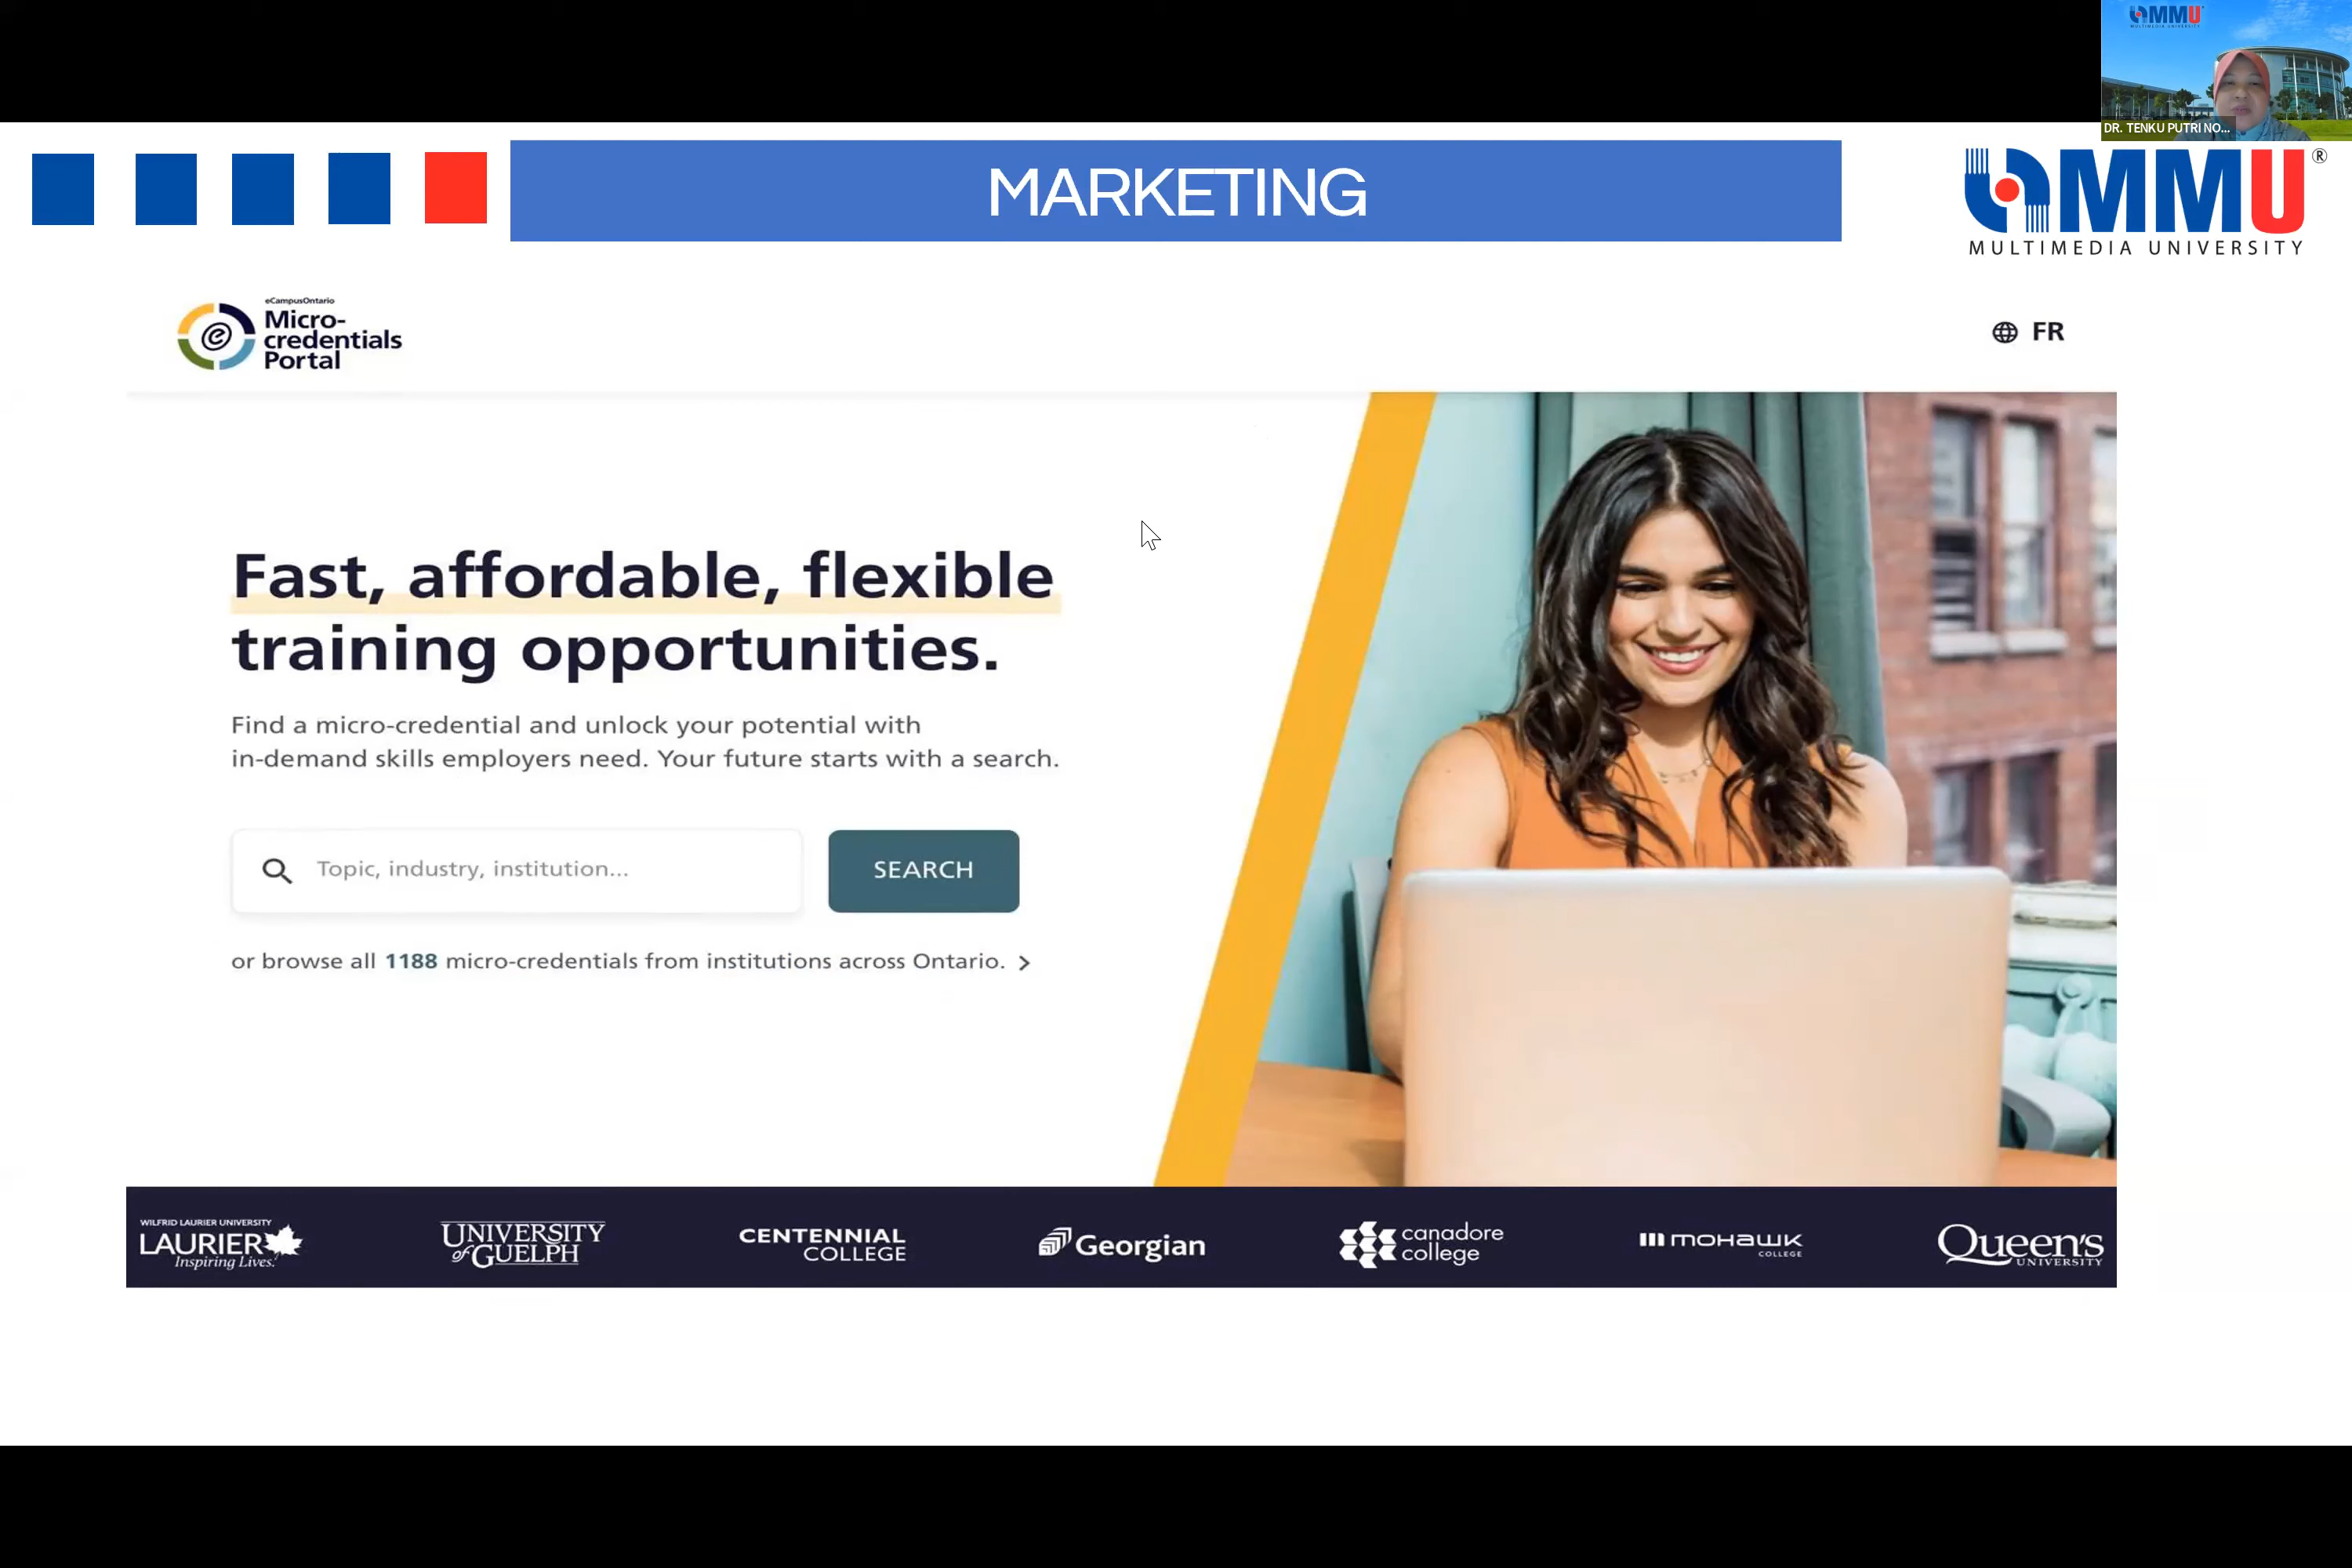 MMU
MULTIMEDIA UNIVERSITY
DR. TENKU PUTRI NO...
MARKETING
MMU ®
MULTIMEDIA UNIVERSITY
eCampusOntario
Micro-
credentials
Portal
FR
Fast, affordable, flexible
training opportunities.
Find a micro-credential and unlock your potential with
in-demand skills employers need. Your future starts with a search.
Topic, industry, institution...
SEARCH
or browse all 1188 micro-credentials from institutions across Ontario. >
WILFRID LAURIER UNIVERSITY
LAURIER
Inspiring Lives.
UNIVERSITY
of GUELPH
CENTENNIAL
COLLEGE
Georgian
canadore
college
mohawk
COLLEGE
Queen's
UNIVERSITY